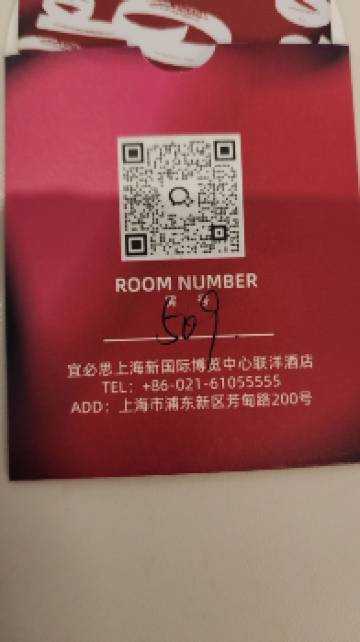 ROOM NUMBER
房 号
509
宜必思上海新国际博览中心联洋酒店
TEL: +86-021-61055555
ADD: 上海市浦东新区芳甸路200号